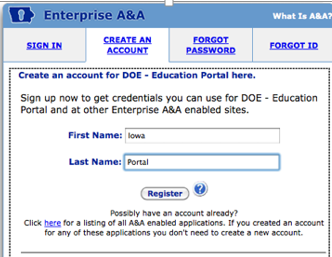 Enterprise A&A
What Is A&A?
SIGN IN
CREATE AN ACCOUNT
FORGOT PASSWORD
FORGOT ID
Create an account for DOE - Education Portal here.
Sign up now to get credentials you can use for DOE - Education
Portal and at other Enterprise A&A enabled sites.
First Name: Iowa
Last Name: Portal
Register ?
Possibly have an account already?
Click here for a listing of all A&A enabled applications. If you created an account
for any of these applications you don't need to create a new account.